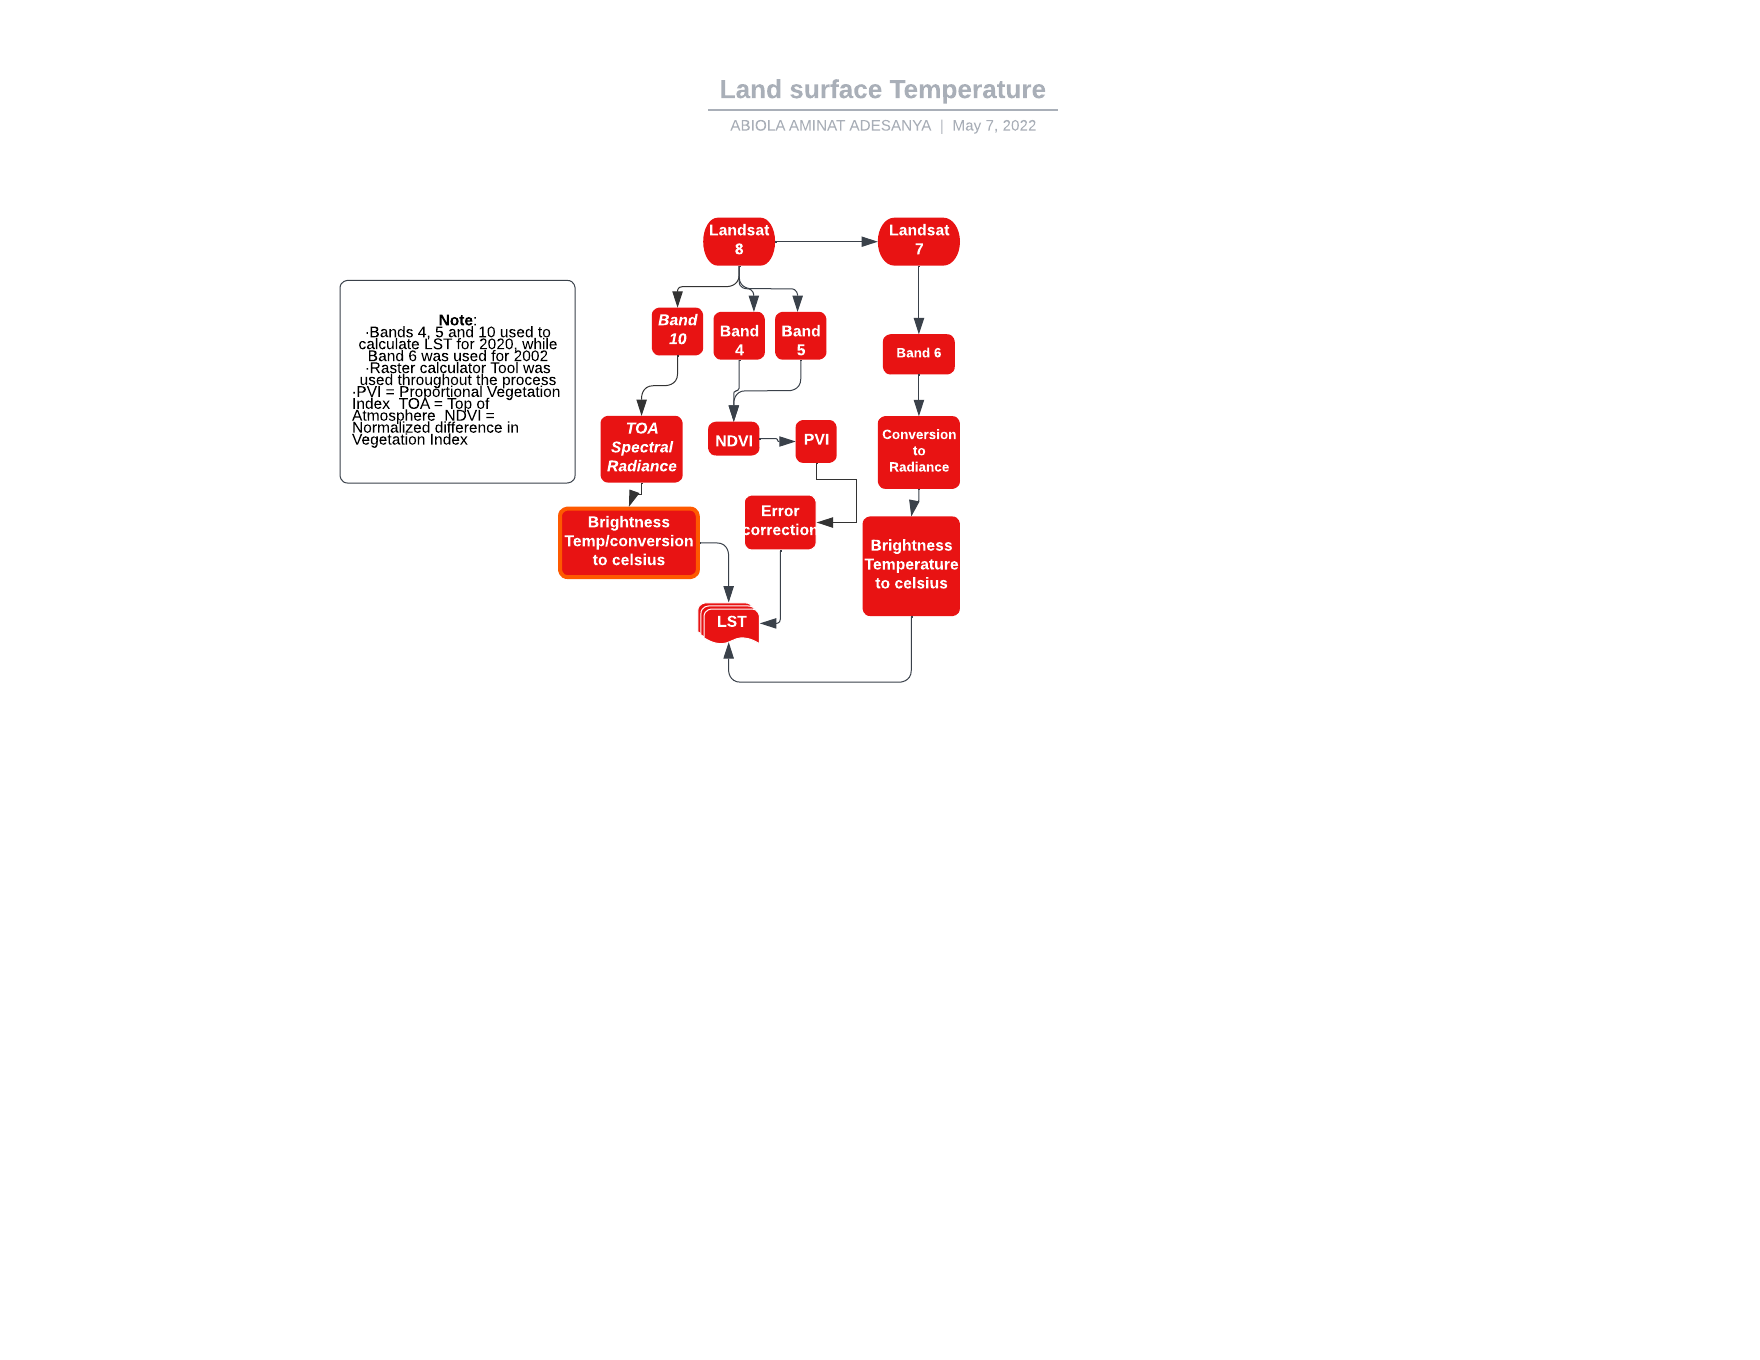 Land surface Temperature
ABIOLA AMINAT ADESANYA | May 7, 2022
Landsat
8
Landsat
7
Note:
·Bands 4, 5 and 10 used to
calculate LST for 2020, while
Band 6 was used for 2002
·Raster calculator Tool was
used throughout the process
·PVI = Proportional Vegetation
Index  TOA = Top of
Atmosphere  NDVI =
Normalized difference in
Vegetation Index
Band
10
Band
4
Band
5
Band 6
TOA
Spectral
Radiance
NDVI
PVI
Conversion
to
Radiance
Brightness
Temp/conversion
to celsius
Error
correction
Brightness
Temperature
to celsius
LST